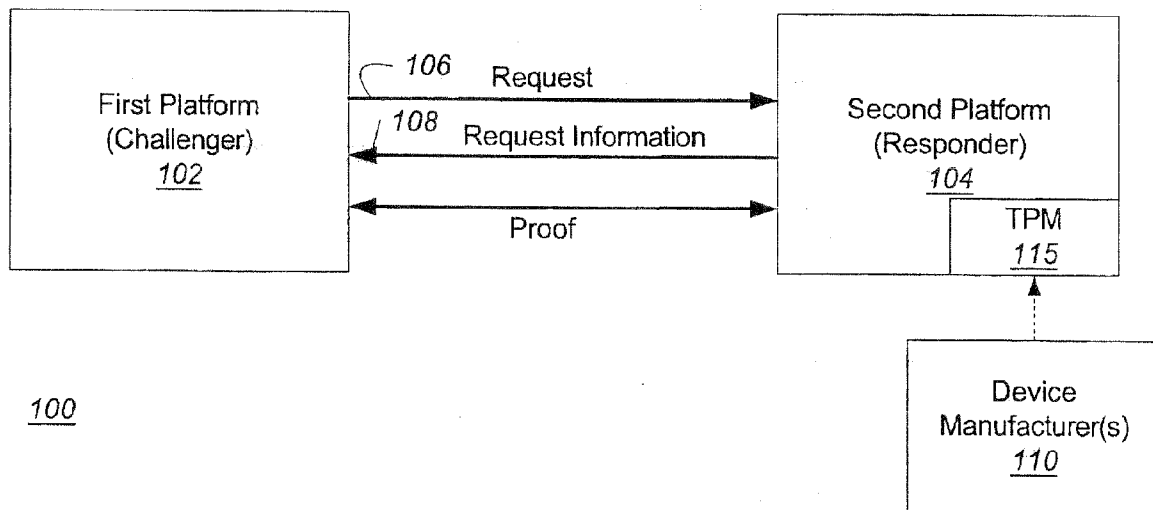 First Platform
(Challenger)
102
106
Request
108
Request Information
Proof
Second Platform
(Responder)
104
TPM
115
100
Device
Manufacturer(s)
110